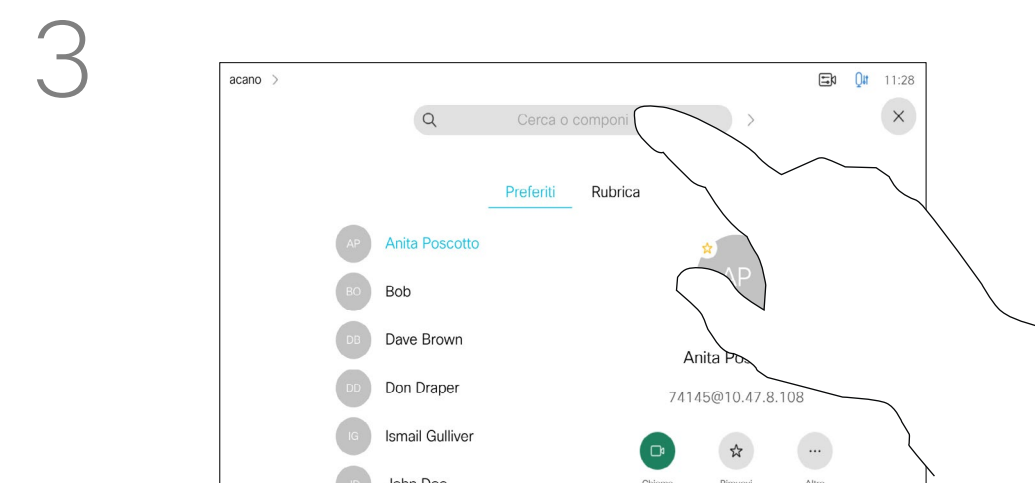 3
acano >
11:28
Cerca o componi
Preferiti Rubrica
AP Anita Poscotto
AP
BO Bob
DB Dave Brown
Anita
DD Don Draper
74145@10.47.8.108
IG Ismail Gulliver